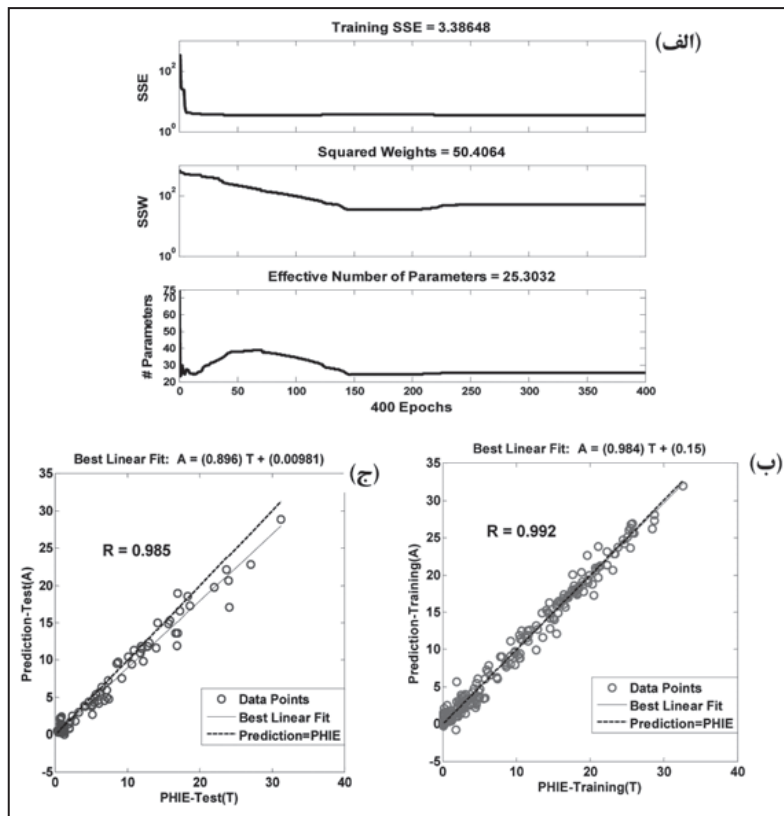 Training SSE = 3.38648
(الف)
SSE
10²
10⁰
Squared Weights = 50.4064
SSW
10²
10⁰
Effective Number of Parameters = 25.3032
# Parameters
75
70
60
50
40
30
20
0 50 100 150 200 250 300 350 400
400 Epochs
Best Linear Fit: A = (0.896) T + (0.00981)
(ج)
R = 0.985
Prediction-Test(A)
35
30
25
20
15
10
5
0
-5
Data Points
Best Linear Fit
Prediction=PHIE
0 10 20 30 40
PHIE-Test(T)
Best Linear Fit: A = (0.984) T + (0.15)
(ب)
R = 0.992
Prediction-Training(A)
35
30
25
20
15
10
5
0
-5
Data Points
Best Linear Fit
Prediction=PHIE
0 10 20 30 40
PHIE-Training(T)